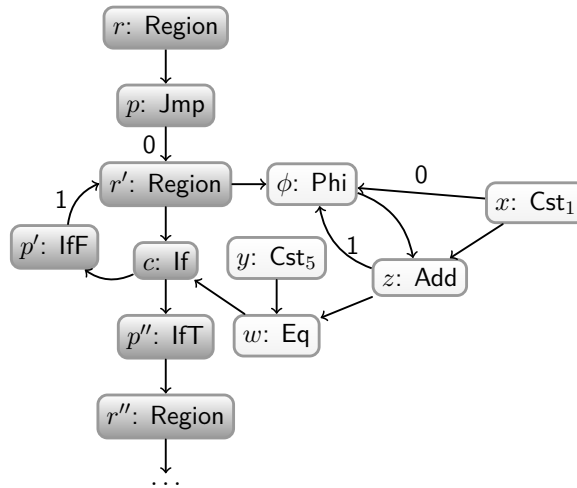 r: Region
p: Jmp
0
r′: Region
ϕ: Phi
0
x: Cst₁
1
p′: IfF
c: If
y: Cst₅
1
z: Add
p′′: IfT
w: Eq
r′′: Region
...